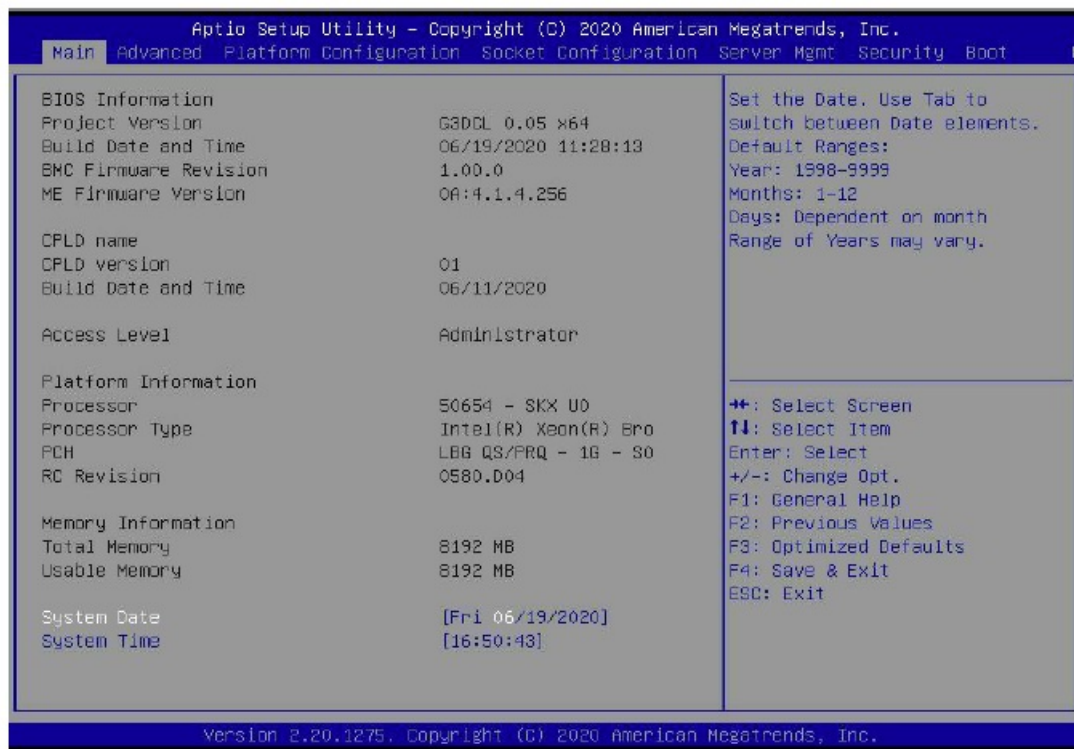 Aptio Setup Utility – Copyright (C) 2020 American Megatrends, Inc.
Main Advanced Platform Configuration Socket Configuration Server Mgmt Security Boot
BIOS Information
Project Version G3DCL 0.05 x64
Build Date and Time 06/19/2020 11:28:13
BMC Firmware Revision 1.00.0
ME Firmware Version 0A:4.1.4.256
CPLD name
CPLD version 01
Build Date and Time 06/11/2020
Access Level Administrator
Platform Information
Processor 50654 - SKX U0
Processor Type Intel(R) Xeon(R) Bro
PCH LBG QS/PRQ - 1G - S0
RC Revision 0580.D04
Memory Information
Total Memory 8192 MB
Usable Memory 8192 MB
System Date [Fri 06/19/2020]
System Time [16:50:43]
Set the Date. Use Tab to
switch between Date elements.
Default Ranges:
Year: 1998-9999
Months: 1-12
Days: Dependent on month
Range of Years may vary.
→←: Select Screen
↑↓: Select Item
Enter: Select
+/-: Change Opt.
F1: General Help
F2: Previous Values
F3: Optimized Defaults
F4: Save & Exit
ESC: Exit
Version 2.20.1275. Copyright (C) 2020 American Megatrends, Inc.